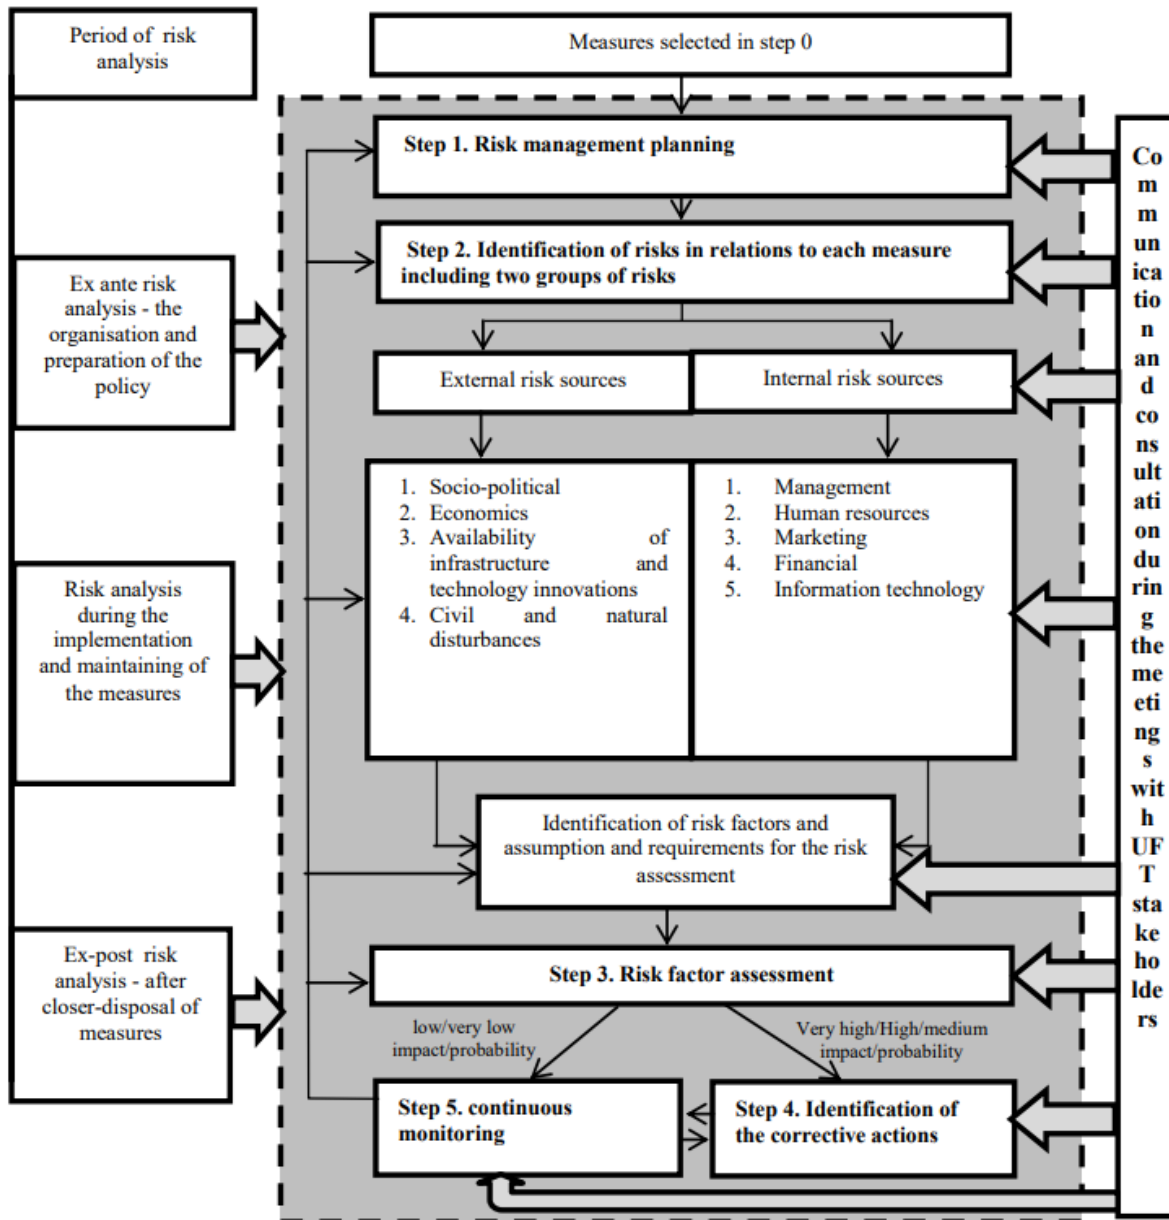 Period of risk
analysis
Measures selected in step 0
Step 1. Risk management planning
Step 2. Identification of risks in relations to each measure
including two groups of risks
Ex ante risk
analysis - the
organisation and
preparation of the
policy
External risk sources
Internal risk sources
1. Socio-political
2. Economics
3. Availability of
infrastructure and
technology innovations
4. Civil and natural
disturbances
1. Management
2. Human resources
3. Marketing
4. Financial
5. Information technology
Risk analysis
during the
implementation
and maintaining of
the measures
Identification of risk factors and
assumption and requirements for the risk
assessment
Ex-post risk
analysis - after
closer-disposal of
measures
Step 3. Risk factor assessment
low/very low
impact/probability
Very high/High/medium
impact/probability
Step 5. continuous
monitoring
Step 4. Identification of
the corrective actions
Co
m
m
un
ica
tio
n
an
d
co
ns
ult
ati
on
du
rin
g
the
me
eti
ng
s
wit
h
UF
T
sta
ke
ho
lde
rs